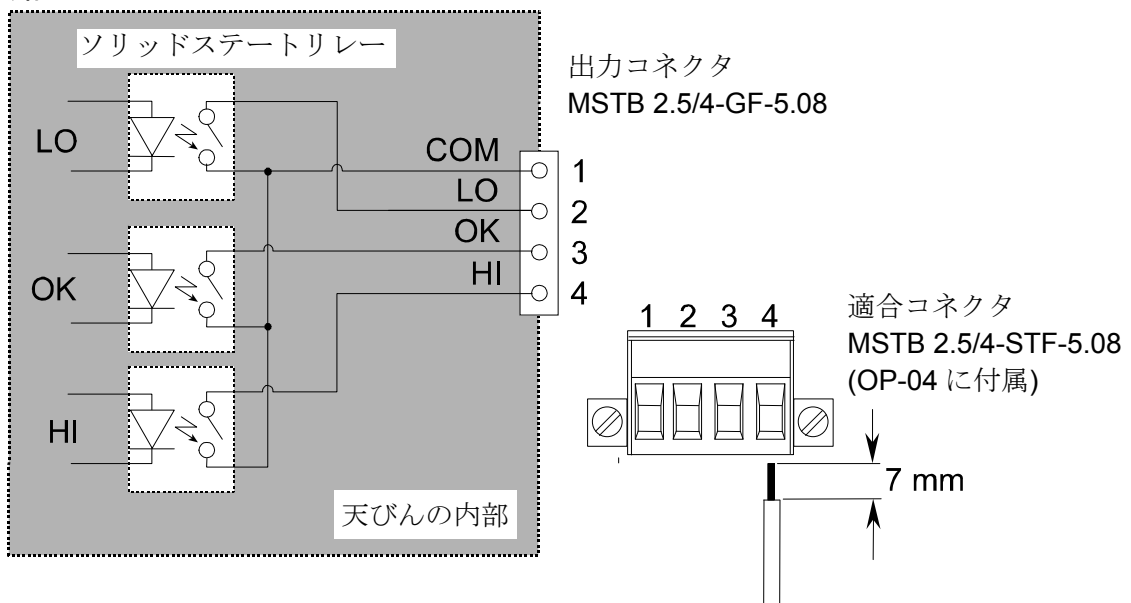 ソリッドステートリレー
出力コネクタ
MSTB 2.5/4-GF-5.08
LO
COM
1
LO
2
OK
3
OK
HI
4
適合コネクタ
MSTB 2.5/4-STF-5.08
(OP-04 に付属)
1 2 3 4
HI
7 mm
天びんの内部